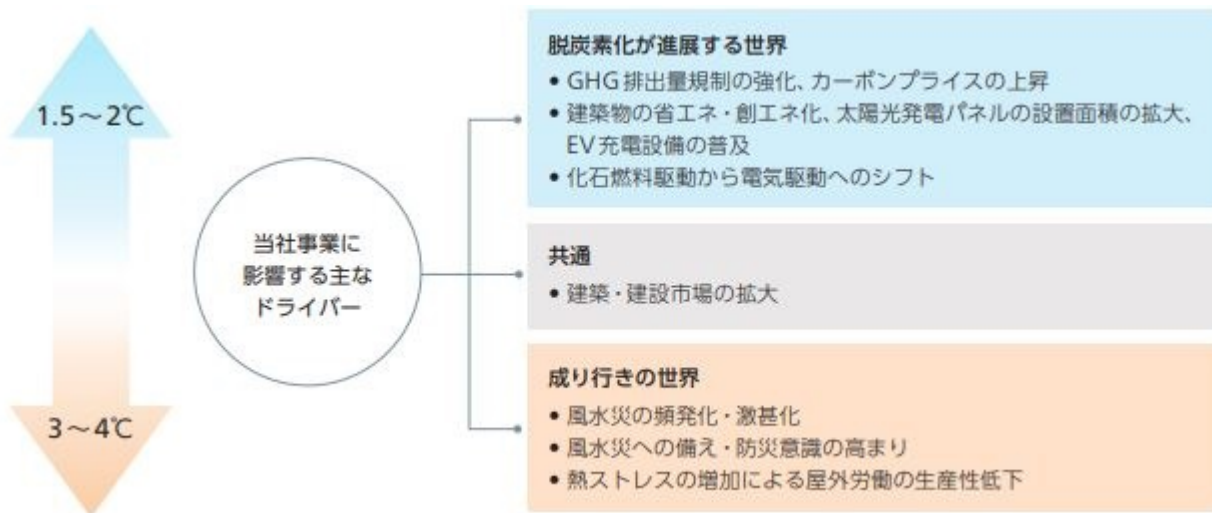 1.5～2℃
3～4℃
当社事業に
影響する主な
ドライバー
脱炭素化が進展する世界
• GHG排出量規制の強化、カーボンプライスの上昇
• 建築物の省エネ・創エネ化、太陽光発電パネルの設置面積の拡大、
EV充電設備の普及
• 化石燃料駆動から電気駆動へのシフト
共通
• 建築・建設市場の拡大
成り行きの世界
• 風水災の頻発化・激甚化
• 風水災への備え・防災意識の高まり
• 熱ストレスの増加による屋外労働の生産性低下